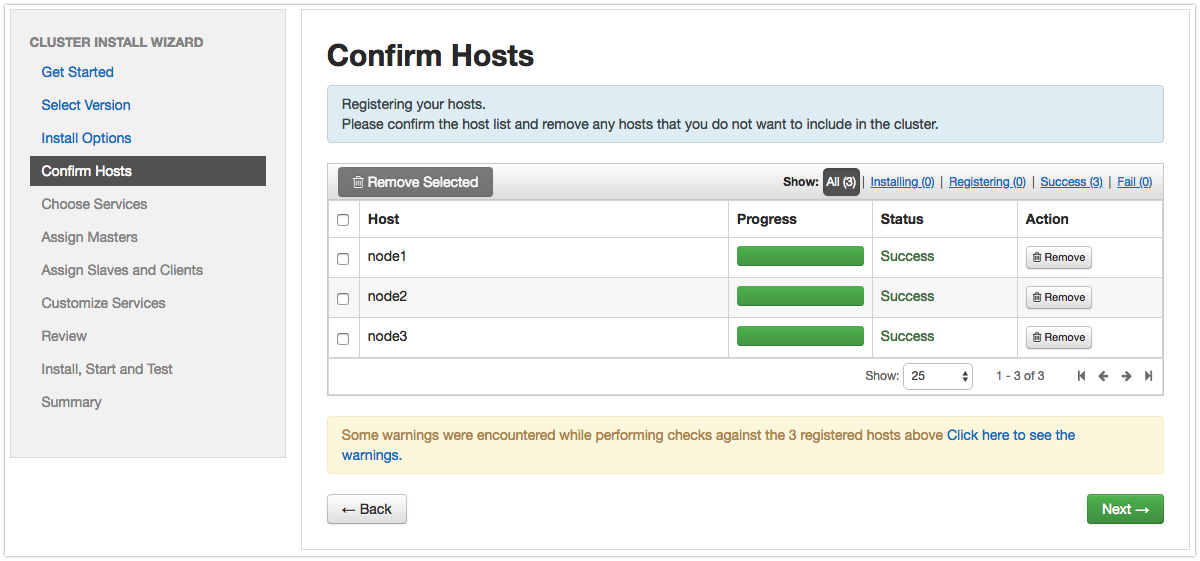 CLUSTER INSTALL WIZARD
Get Started
Select Version
Install Options
Confirm Hosts
Choose Services
Assign Masters
Assign Slaves and Clients
Customize Services
Review
Install, Start and Test
Summary
Confirm Hosts
Registering your hosts.
Please confirm the host list and remove any hosts that you do not want to include in the cluster.
Remove Selected Show: All (3) | Installing (0) | Registering (0) | Success (3) | Fail (0)
Host Progress Status Action
node1 Success Remove
node2 Success Remove
node3 Success Remove
Show: 25 1 - 3 of 3
Some warnings were encountered while performing checks against the 3 registered hosts above Click here to see the
warnings.
← Back Next →